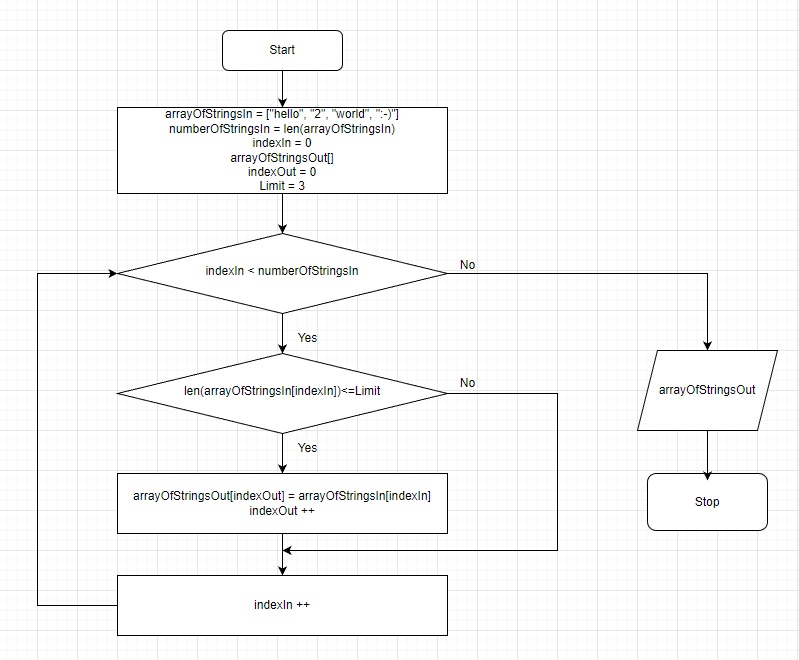 Start
arrayOfStringsIn = ["hello", "2", "world", ":-)"]
numberOfStringsIn = len(arrayOfStringsIn)
indexIn = 0
arrayOfStringsOut[]
indexOut = 0
Limit = 3
indexIn < numberOfStringsIn
No
Yes
len(arrayOfStringsIn[indexIn])<=Limit
No
Yes
arrayOfStringsOut[indexOut] = arrayOfStringsIn[indexIn]
indexOut ++
indexIn ++
arrayOfStringsOut
Stop